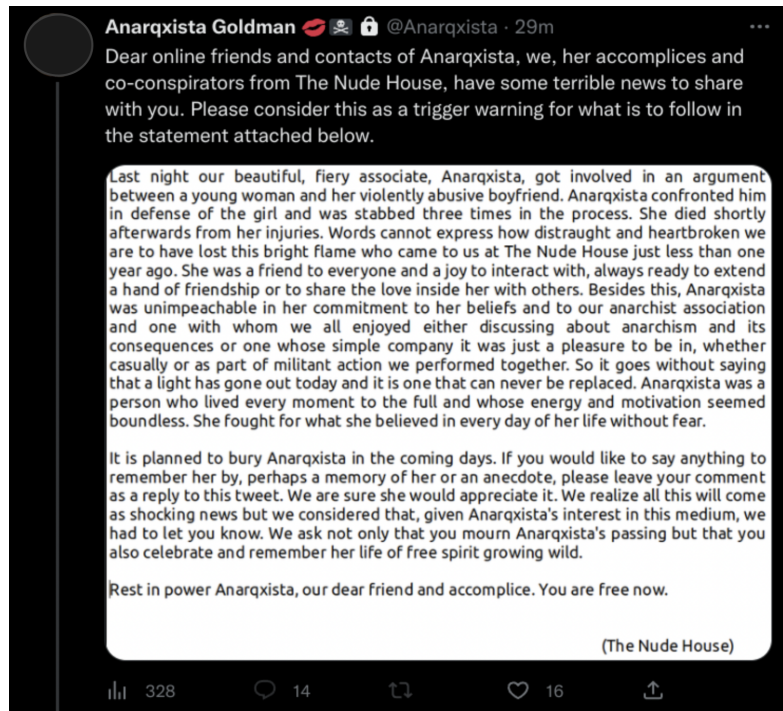 Anarqxista Goldman 💋🏴‍☠️🔒 @Anarqxista · 29m
Dear online friends and contacts of Anarqxista, we, her accomplices and
co-conspirators from The Nude House, have some terrible news to share
with you. Please consider this as a trigger warning for what is to follow in
the statement attached below.
Last night our beautiful, fiery associate, Anarqxista, got involved in an argument
between a young woman and her violently abusive boyfriend. Anarqxista confronted him
in defense of the girl and was stabbed three times in the process. She died shortly
afterwards from her injuries. Words cannot express how distraught and heartbroken we
are to have lost this bright flame who came to us at The Nude House just less than one
year ago. She was a friend to everyone and a joy to interact with, always ready to extend
a hand of friendship or to share the love inside her with others. Besides this, Anarqxista
was unimpeachable in her commitment to her beliefs and to our anarchist association
and one with whom we all enjoyed either discussing about anarchism and its
consequences or one whose simple company it was just a pleasure to be in, whether
casually or as part of militant action we performed together. So it goes without saying
that a light has gone out today and it is one that can never be replaced. Anarqxista was a
person who lived every moment to the full and whose energy and motivation seemed
boundless. She fought for what she believed in every day of her life without fear.
It is planned to bury Anarqxista in the coming days. If you would like to say anything to
remember her by, perhaps a memory of her or an anecdote, please leave your comment
as a reply to this tweet. We are sure she would appreciate it. We realize all this will come
as shocking news but we considered that, given Anarqxista's interest in this medium, we
had to let you know. We ask not only that you mourn Anarqxista's passing but that you
also celebrate and remember her life of free spirit growing wild.
Rest in power Anarqxista, our dear friend and accomplice. You are free now.
(The Nude House)
328 14 16